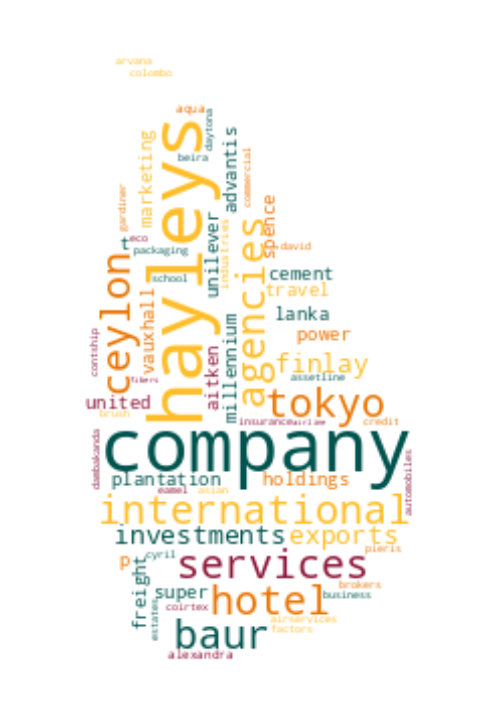 arvana
colombo
aqua
daytona
hayleys
marketing
beira
advantis
commercial
gardiner
spence
t
eco
packaging
unilever
industries
agencies
david
school
cement
ceylon
travel
vauxhall
lanka
millennium
power
contship
aitken
finlay
fibers
assetline
united
tokyo
brush
insurance
airline
credit
company
dambakanda
plantation
holdings
automobiles
eamel
asian
international
investments
exports
cyril
pieris
p
services
freight
super
coirtex
hotel
brokers
business
estates
baur
airservices
factors
alexandra